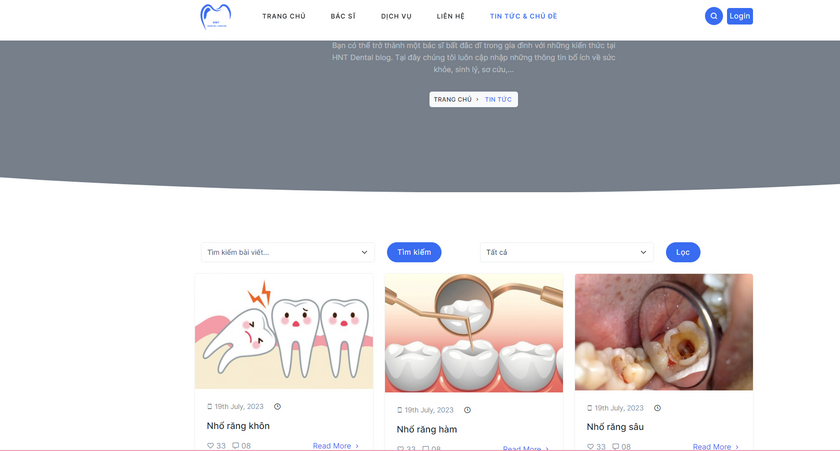 HNT
TRANG CHỦ BÁC SĨ DỊCH VỤ LIÊN HỆ TIN TỨC & CHỦ ĐỀ Login
Bạn có thể trở thành một bác sĩ bất đắc dĩ trong gia đình với những kiến thức tại
HNT Dental blog. Tại đây chúng tôi luôn cập nhập những thông tin bổ ích về sức
khỏe, sinh lý, sơ cứu,...
TRANG CHỦ › TIN TỨC
Tìm kiếm bài viết... Tìm kiếm Tất cả Lọc
19th July, 2023
Nhổ răng khôn
33 08 Read More ›
19th July, 2023
Nhổ răng hàm
33 08 Read More ›
19th July, 2023
Nhổ răng sâu
33 08 Read More ›